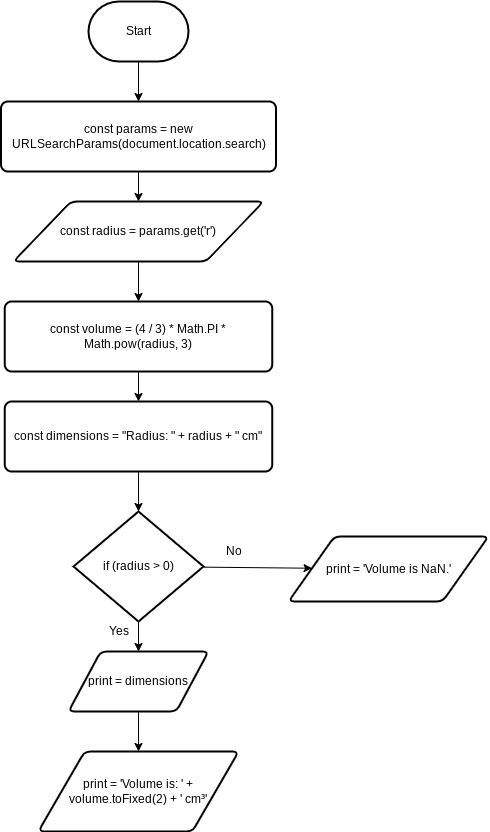 Start
const params = new
URLSearchParams(document.location.search)
const radius = params.get('r')
const volume = (4 / 3) * Math.PI *
Math.pow(radius, 3)
const dimensions = "Radius: " + radius + " cm"
if (radius > 0)
No
print = 'Volume is NaN.'
Yes
print = dimensions
print = 'Volume is: ' +
volume.toFixed(2) + ' cm³'